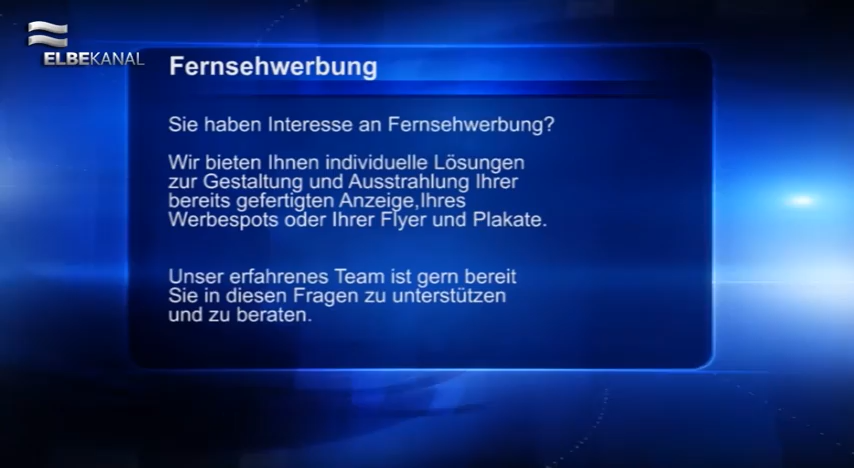 ELBEKANAL
Fernsehwerbung
Sie haben Interesse an Fernsehwerbung?
Wir bieten Ihnen individuelle Lösungen
zur Gestaltung und Ausstrahlung Ihrer
bereits gefertigten Anzeige,Ihres
Werbespots oder Ihrer Flyer und Plakate.
Unser erfahrenes Team ist gern bereit
Sie in diesen Fragen zu unterstützen
und zu beraten.